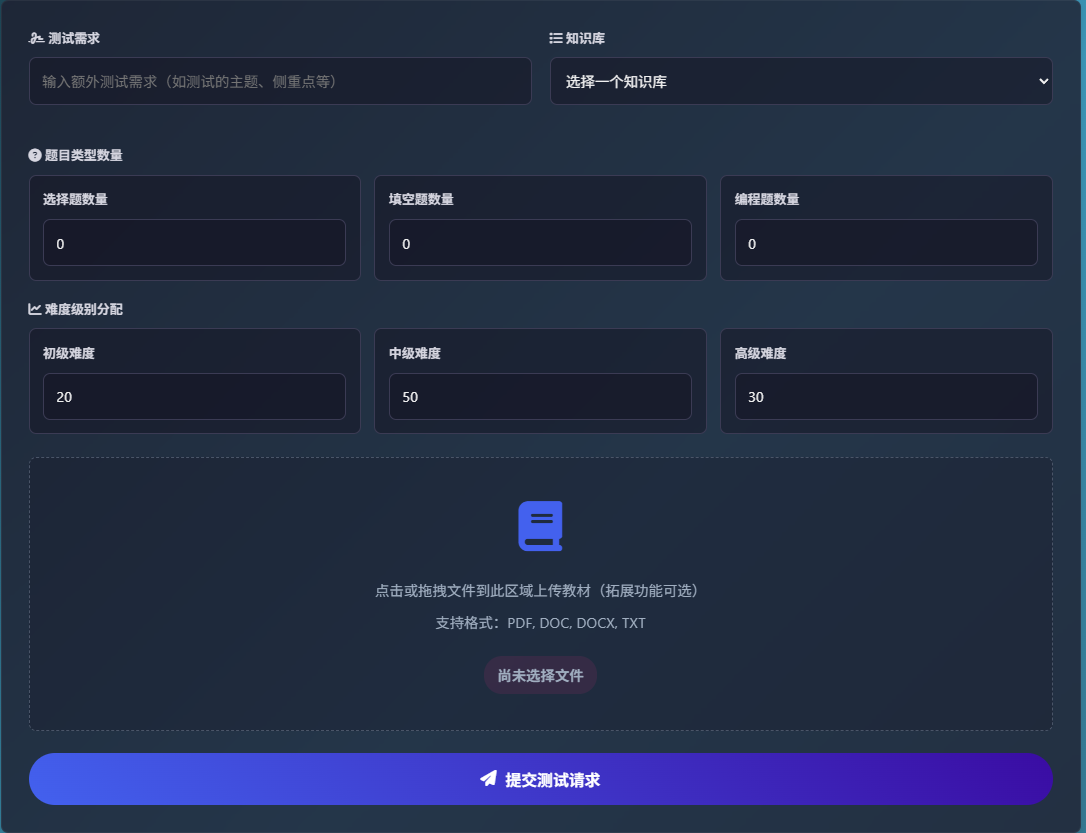 测试需求
知识库
输入额外测试需求（如测试的主题、侧重点等）
选择一个知识库
题目类型数量
选择题数量
填空题数量
编程题数量
0
0
0
难度级别分配
初级难度
中级难度
高级难度
20
50
30
点击或拖拽文件到此区域上传教材（拓展功能可选）
支持格式：PDF, DOC, DOCX, TXT
尚未选择文件
提交测试请求